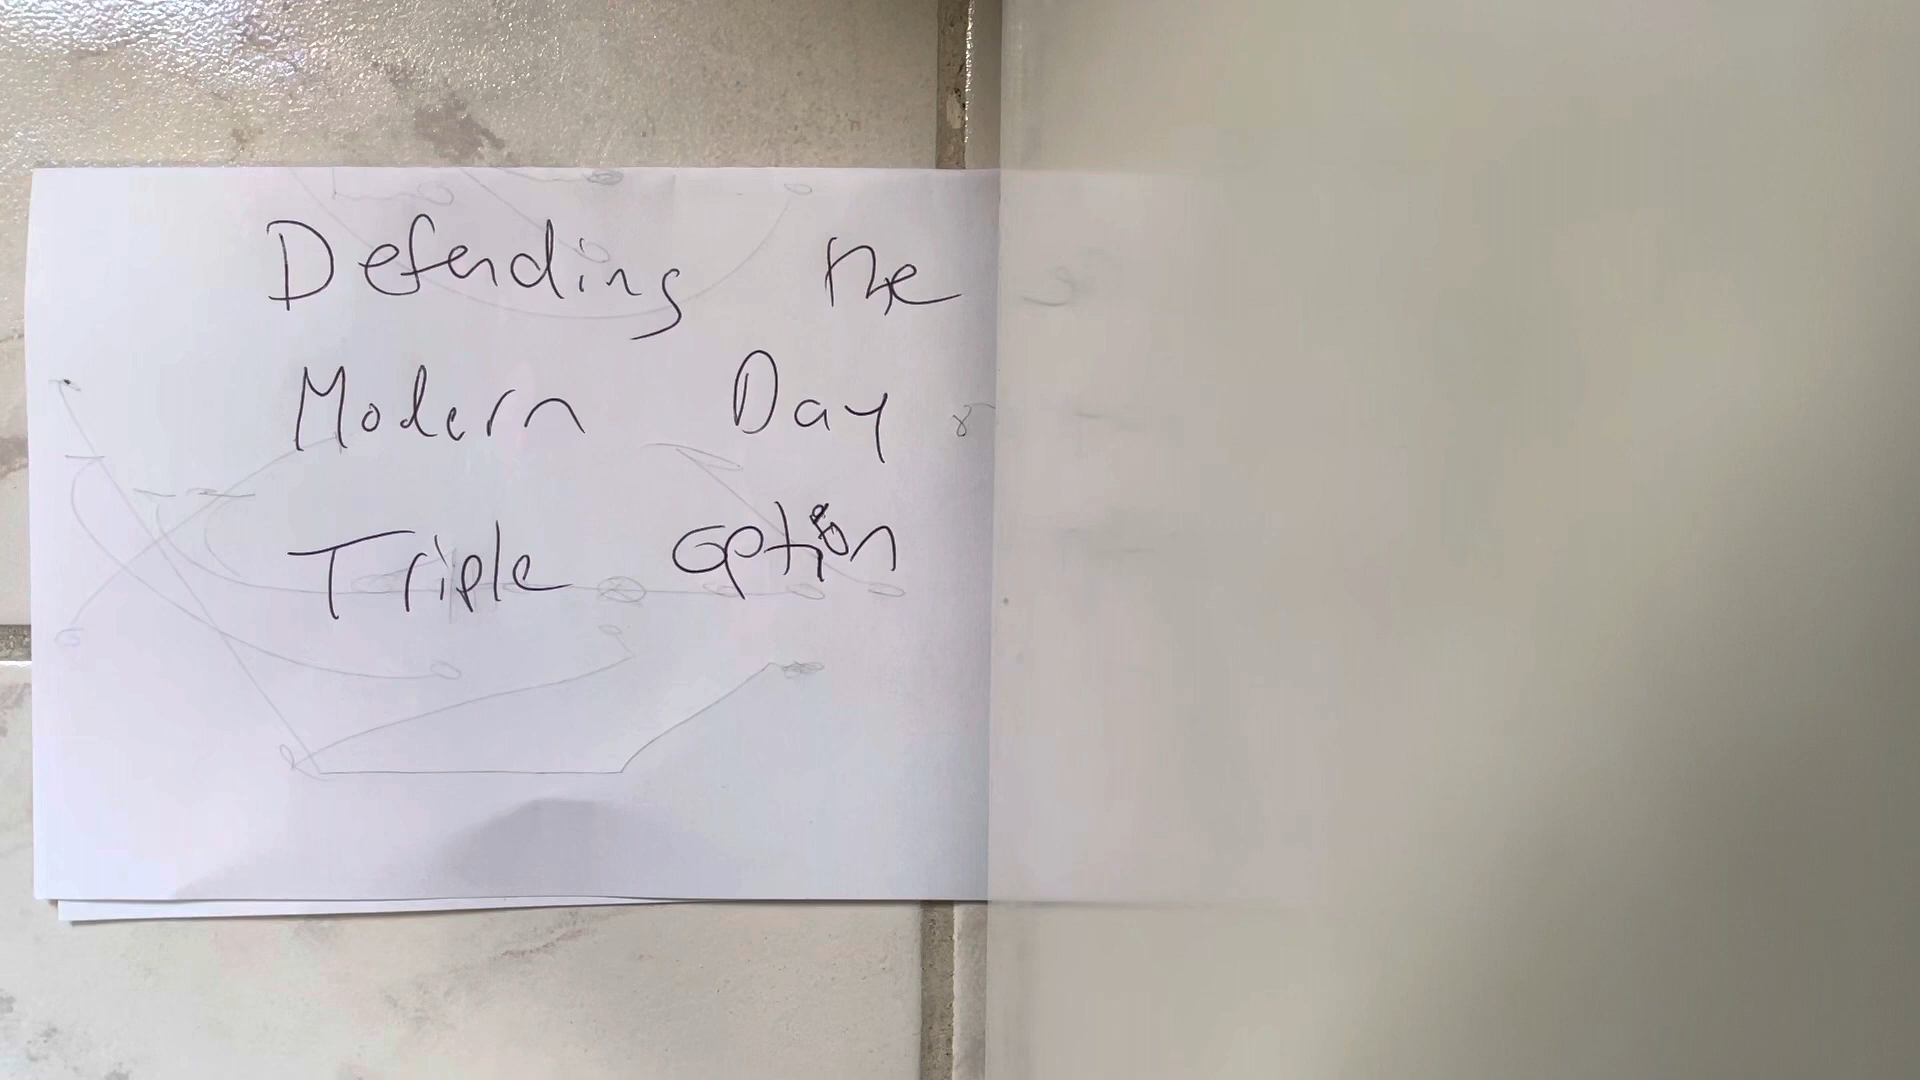 Defending the
Modern Day
Triple option